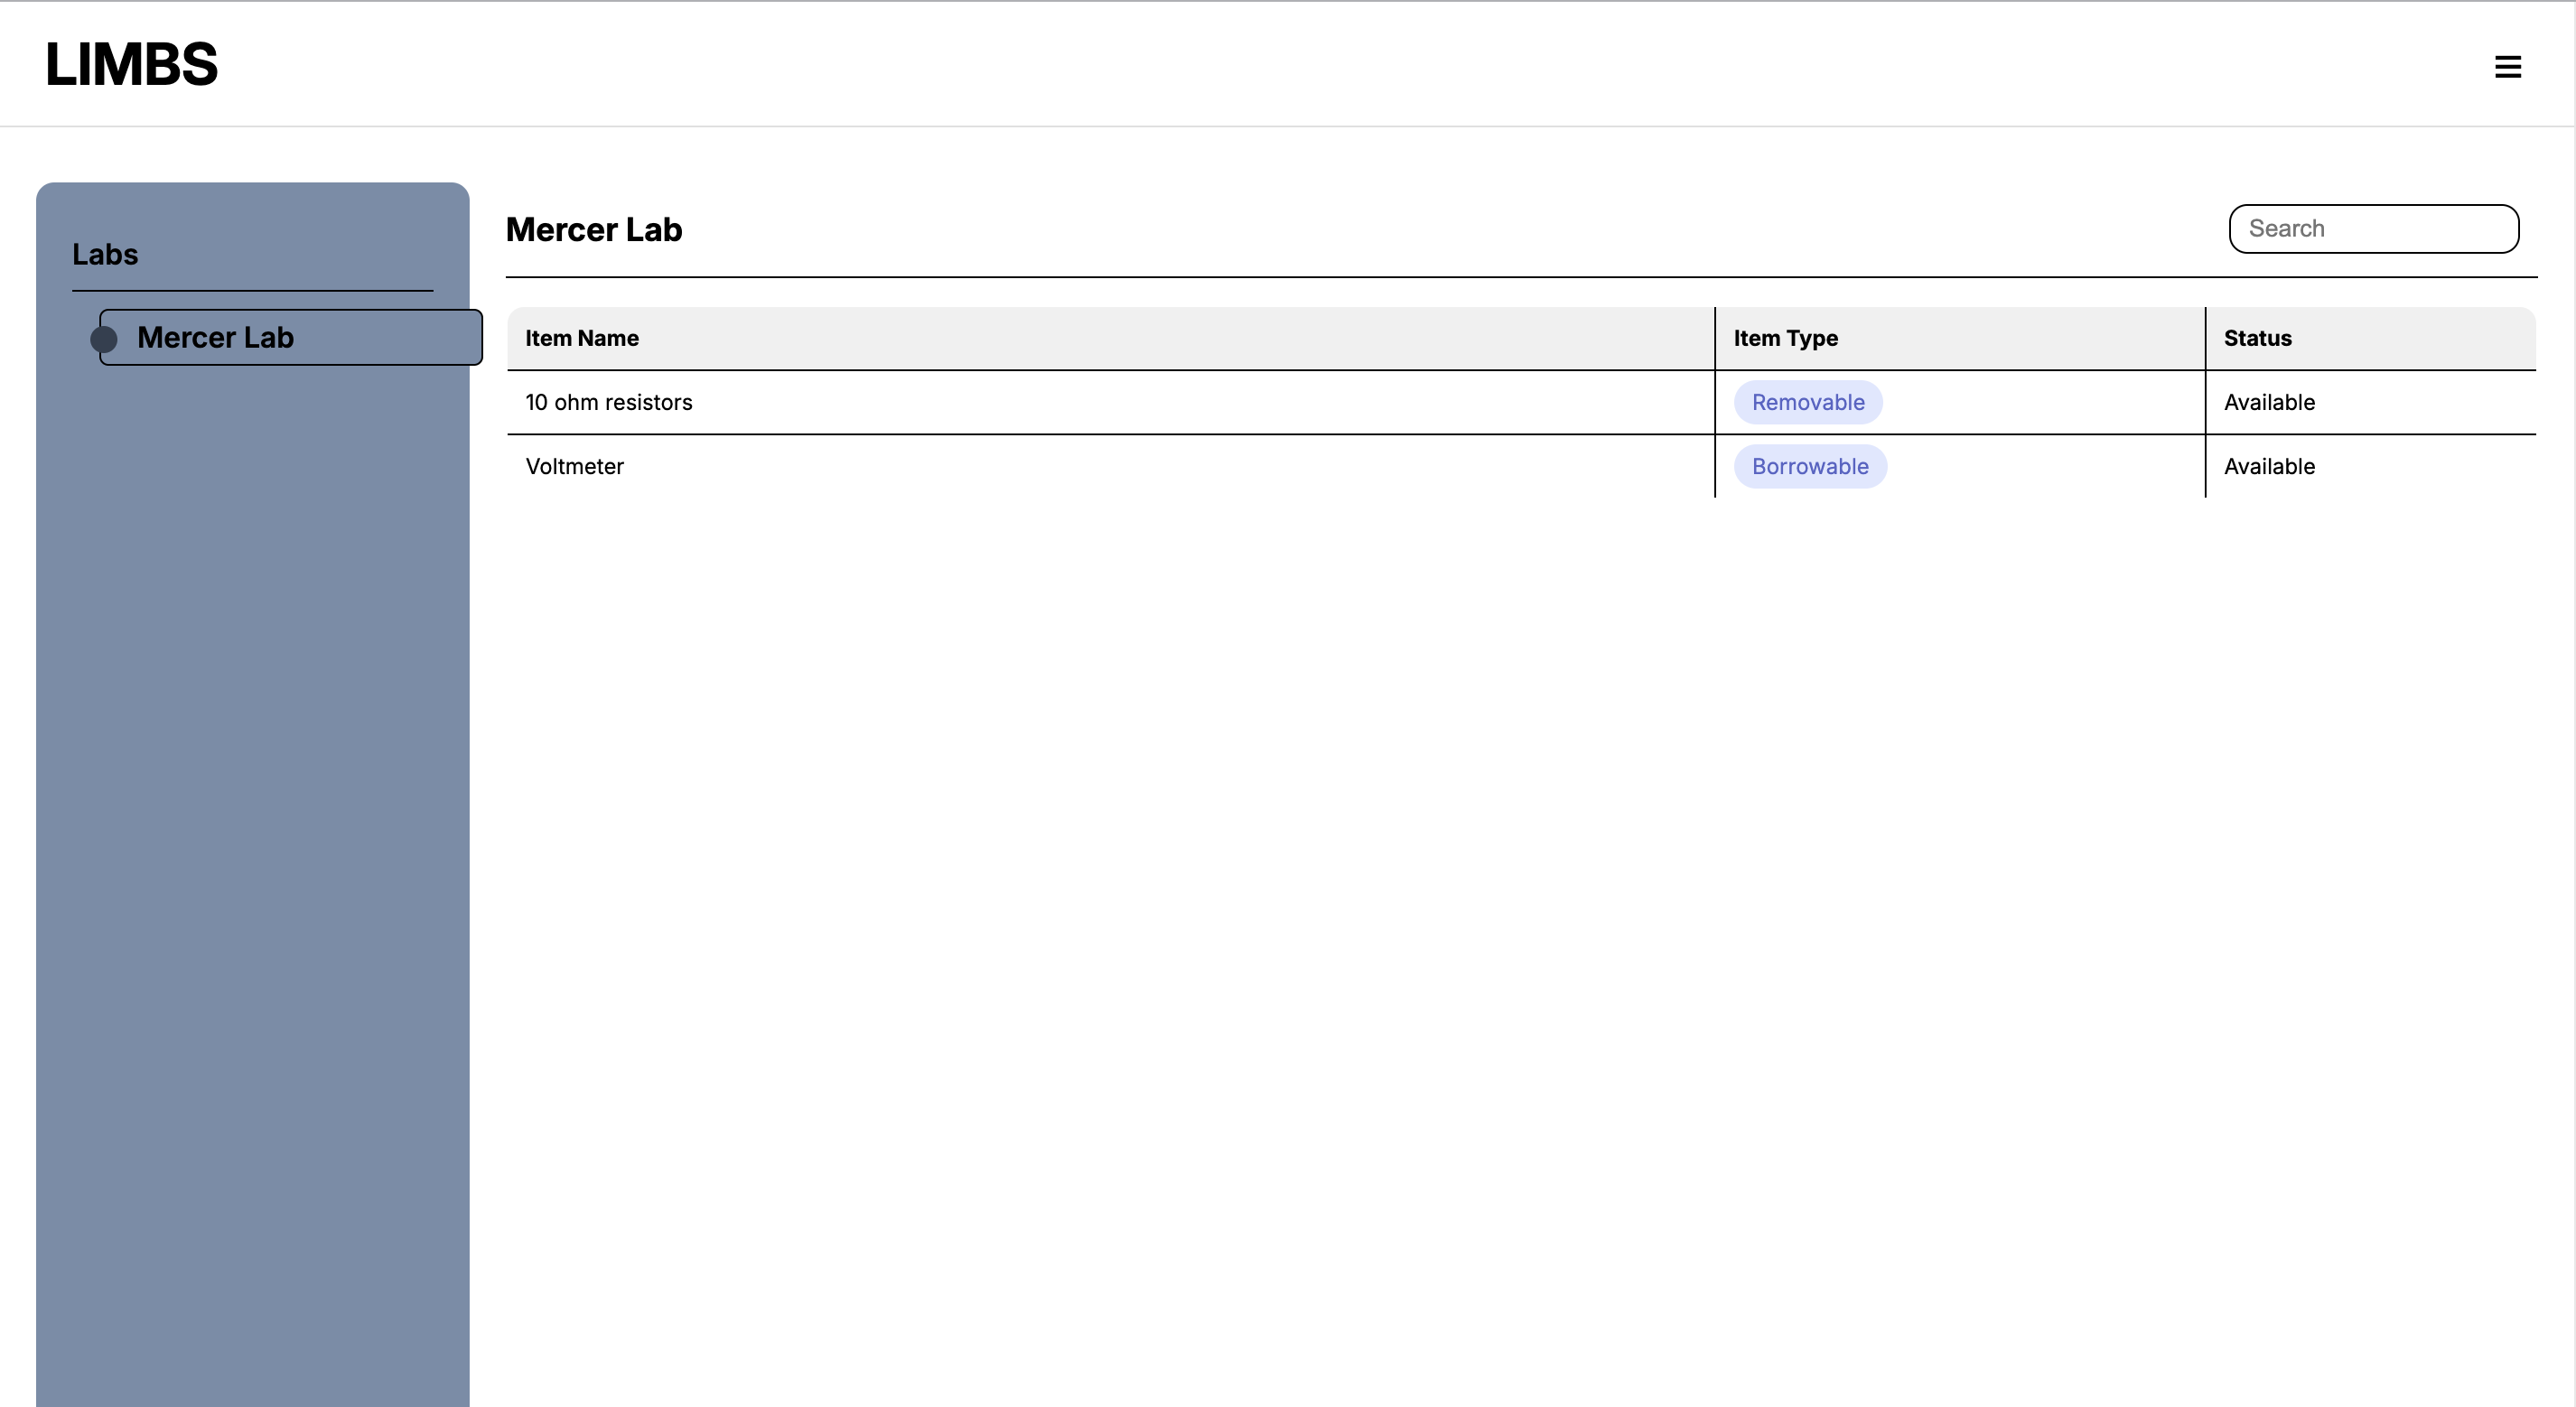 LIMBS
Labs
Mercer Lab
Mercer Lab
Search
Item Name Item Type Status
10 ohm resistors Removable Available
Voltmeter Borrowable Available